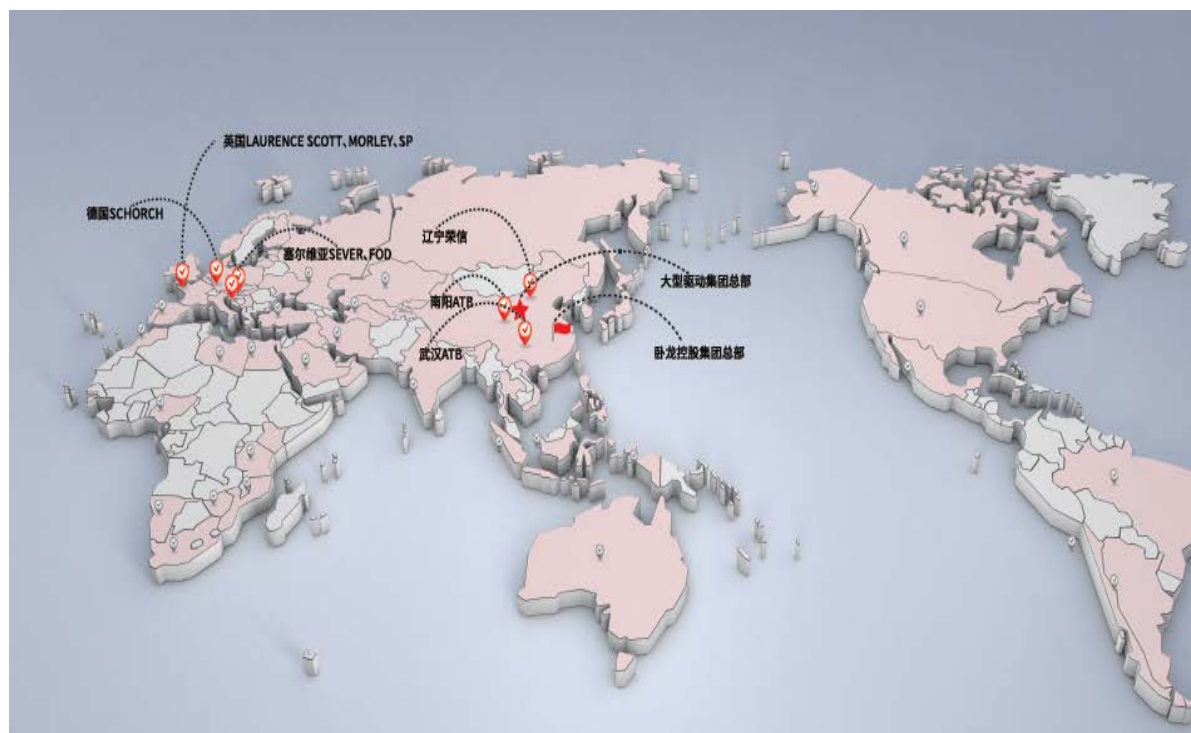 英国LAURENCE SCOTT、MORLEY、SP
德国SCHORCH
辽宁荣信
塞尔维亚SEVER、FOD
大型驱动集团总部
南阳ATB
武汉ATB
卧龙控股集团总部